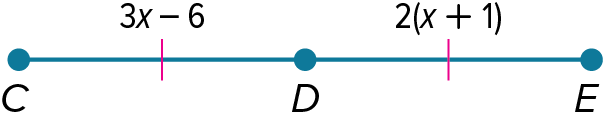 3x − 6 2(x + 1)
C D E